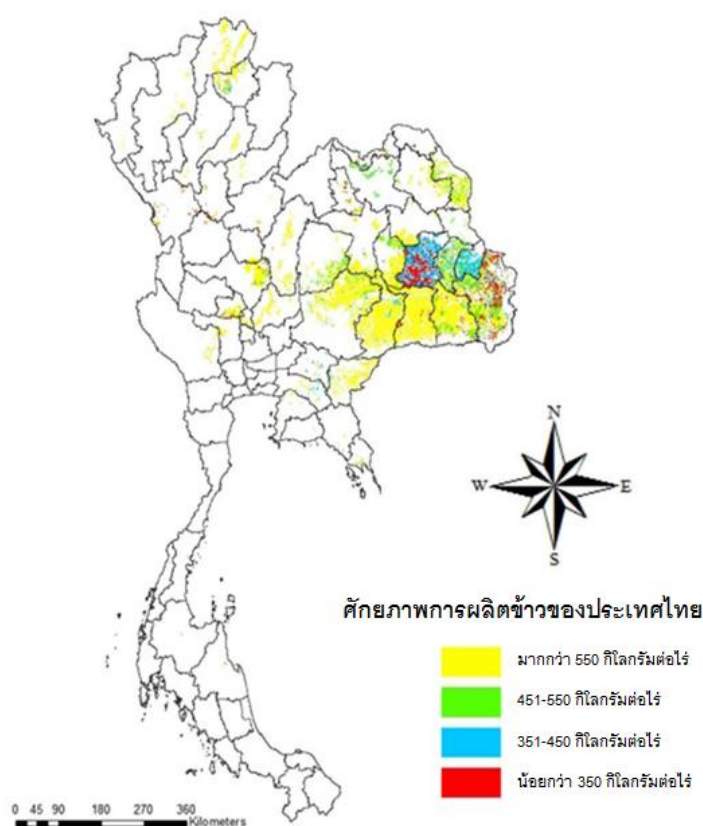 N
W E
S
ศักยภาพการผลิตข้าวของประเทศไทย
มากกว่า 550 กิโลกรัมต่อไร่
451-550 กิโลกรัมต่อไร่
351-450 กิโลกรัมต่อไร่
น้อยกว่า 350 กิโลกรัมต่อไร่
0 45 90 180 270 360
Kilometers